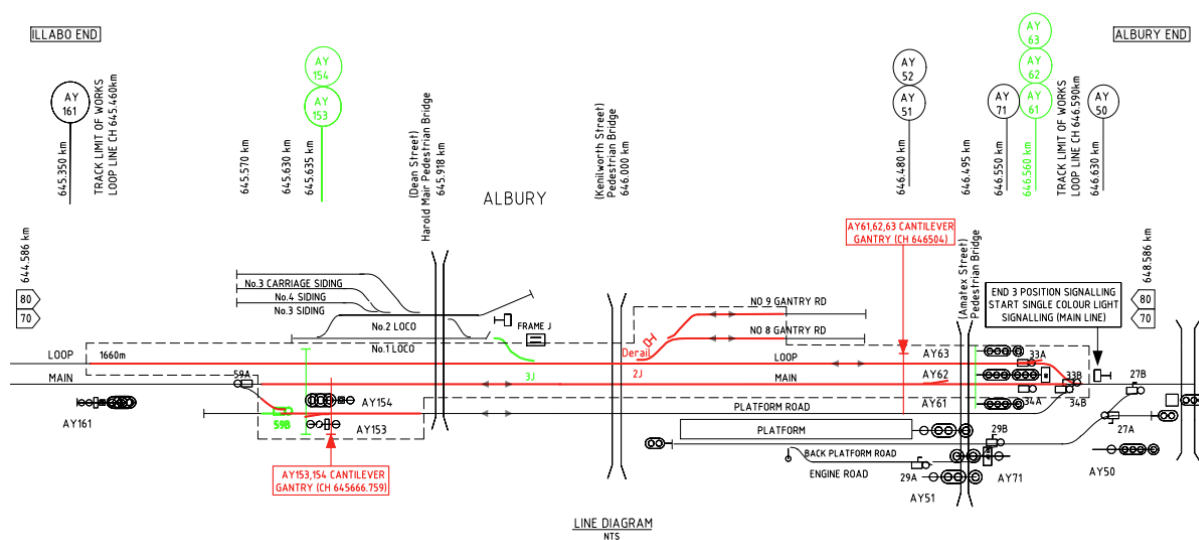 ILLABO END
ALBURY END
AY
161
AY
154
AY
153
AY
52
AY
51
AY
71
AY
63
AY
62
AY
61
AY
50
645.350 km
TRACK LIMIT OF WORKS
LOOP LINE CH 645.460km
645.570 km
645.630 km
645.635 km
(Dean Street)
Harold Mair Pedestrian Bridge
645.918 km
(Kenilworth Street)
Pedestrian Bridge
646.000 km
646.480 km
646.495 km
646.550 km
646.560 km
TRACK LIMIT OF WORKS
LOOP LINE CH 646.590km
646.630 km
ALBURY
644.586 km
80
70
AY61,62,63 CANTILEVER
GANTRY (CH 646504)
(Amatex Street)
Pedestrian Bridge
END 3 POSITION SIGNALLING
START SINGLE COLOUR LIGHT
SIGNALLING (MAIN LINE)
648.586 km
80
70
No.3 CARRIAGE SIDING
No.4 SIDING
No.3 SIDING
No.2 LOCO
No.1 LOCO
FRAME J
NO 9 GANTRY RD
NO 8 GANTRY RD
LOOP
1660m
3J
Derail
2J
LOOP
AY63
33A
MAIN
59A
MAIN
AY62
33B
27B
AY161
59B
AY154
AY153
PLATFORM ROAD
AY61
34A
34B
PLATFORM
29B
27A
BACK PLATFORM ROAD
ENGINE ROAD
29A
AY51
AY71
AY50
AY153,154 CANTILEVER
GANTRY (CH 645666.759)
LINE DIAGRAM
NTS